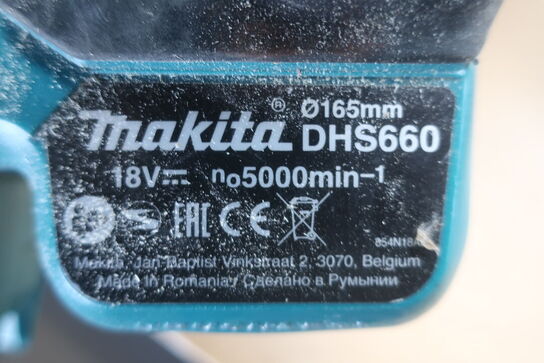 makita® Ø165mm
DHS660
18V⎓ n₀5000min⁻¹
EAC CE
854N18A
Makita, Jan-Baptist Vinkstraat 2, 3070, Belgium
Made in Romania / Сделано в Румынии